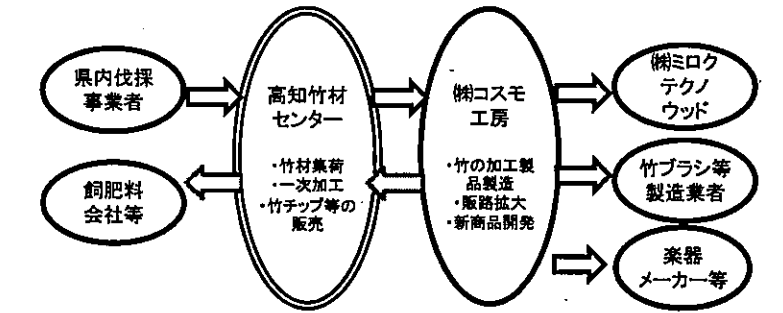 県内伐採
事業者
飼肥料
会社等
高知竹材
センター
・竹材集荷
・一次加工
・竹チップ等の
販売
㈱コスモ
工房
・竹の加工製
品製造
・販路拡大
・新商品開発
㈱ミロク
テクノ
ウッド
竹ブラシ等
製造業者
楽器
メーカー等